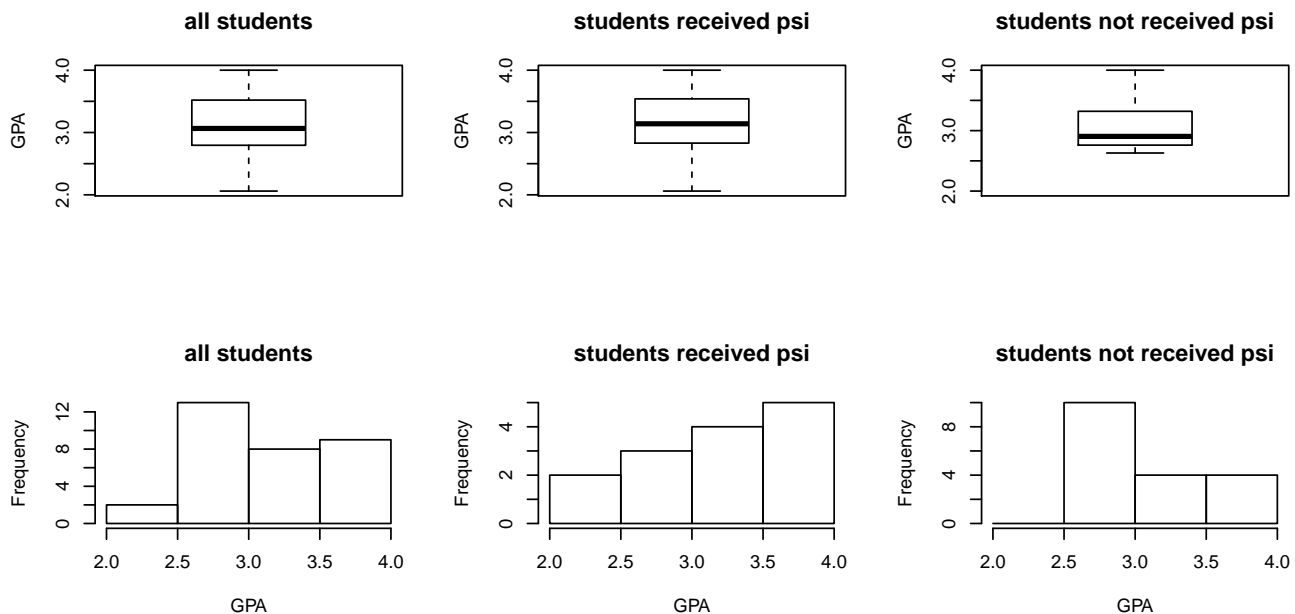 all students
students received psi
students not received psi
GPA
2.0
3.0
4.0
GPA
2.0
3.0
4.0
GPA
2.0
3.0
4.0
all students
students received psi
students not received psi
Frequency
0
4
8
12
2.0 2.5 3.0 3.5 4.0
GPA
Frequency
0
2
4
2.0 2.5 3.0 3.5 4.0
GPA
Frequency
0
4
8
2.0 2.5 3.0 3.5 4.0
GPA